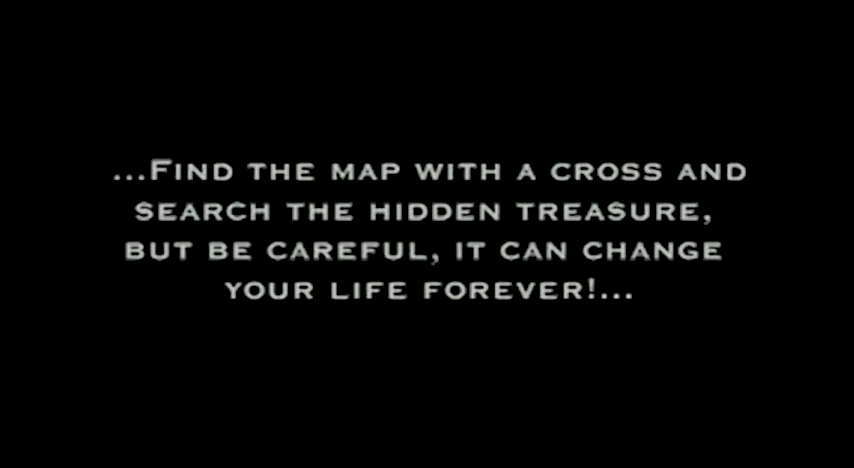 ...Find the map with a cross and
search the hidden treasure,
but be careful, it can change
your life forever!...